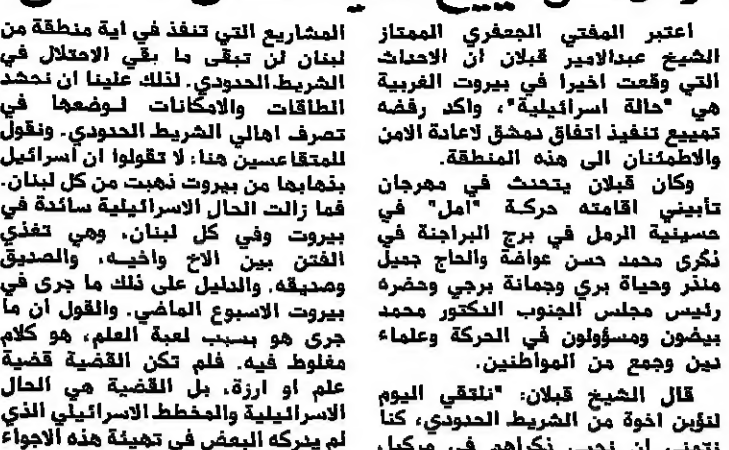 اعتبر المفتي الجعفري الممتاز
الشيخ عبدالامير قبلان ان الاحداث
التي وقعت اخيرا في بيروت الغربية
هي "حالة اسرائيلية"، واكد رفضه
تمييع تنفيذ اتفاق دمشق لاعادة الامن
والاطمئنان الى هذه المنطقة.
وكان قبلان يتحدث في مهرجان
تأبيني اقامته حركة "امل" في
حسينية الرمل في برج البراجنة في
ذكرى محمد حسن عواضة والحاج جميل
منذر وحياة بري وجمانة برجي وحضره
رئيس مجلس الجنوب الدكتور محمد
بيضون ومسؤولون في الحركة وعلماء
دين وجمع من المواطنين.
قال الشيخ قبلان: "نلتقي اليوم
لنؤبن اخوة من الشريط الحدودي، كنا
نتمنى ان نحيي ذكراهم في
المشاريع التي تنفذ في أية منطقة من
لبنان لن تبقى ما بقي الاحتلال في
الشريط الحدودي. لذلك علينا ان نحشد
الطاقات والامكانات لوضعها في
تصرف اهالي الشريط الحدودي. ونقول
للمتقاعسين هنا: لا تقولوا ان اسرائيل
بذهابها من بيروت ذهبت من كل لبنان.
فما زالت الحال الاسرائيلية سائدة في
بيروت وفي كل لبنان، وهي تغذي
الفتن بين الاخ واخيه، والصديق
وصديقه. والدليل على ذلك ما جرى في
بيروت الاسبوع الماضي. والقول أن ما
جرى هو بسبب لعبة العلم، هو كلام
مغلوط فيه. فلم تكن القضية قضية
علم او ارزة، بل القضية هي الحال
الاسرائيلية والمخطط الاسرائيلي الذي
لم يدركه البعض في تهيئة هذه الاجواء